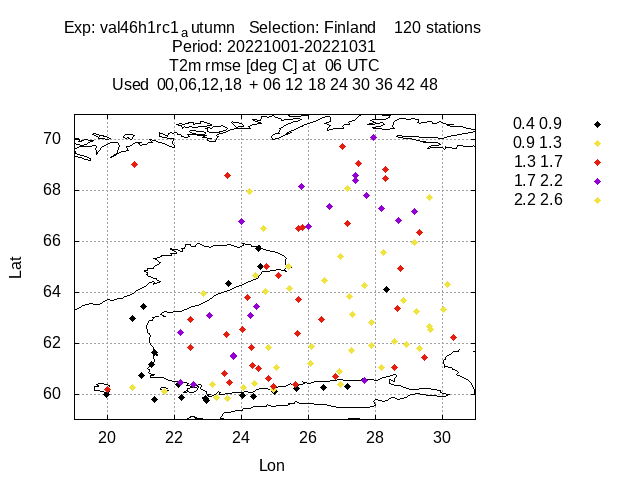 Exp: val46h1rc1a utumn Selection: Finland 120 stations
Period: 20221001-20221031
T2m rmse [deg C] at 06 UTC
Used 00,06,12,18 + 06 12 18 24 30 36 42 48
0.4 0.9
0.9 1.3
1.3 1.7
1.7 2.2
2.2 2.6
70
68
66
64
62
60
Lat
20 22 24 26 28 30
Lon